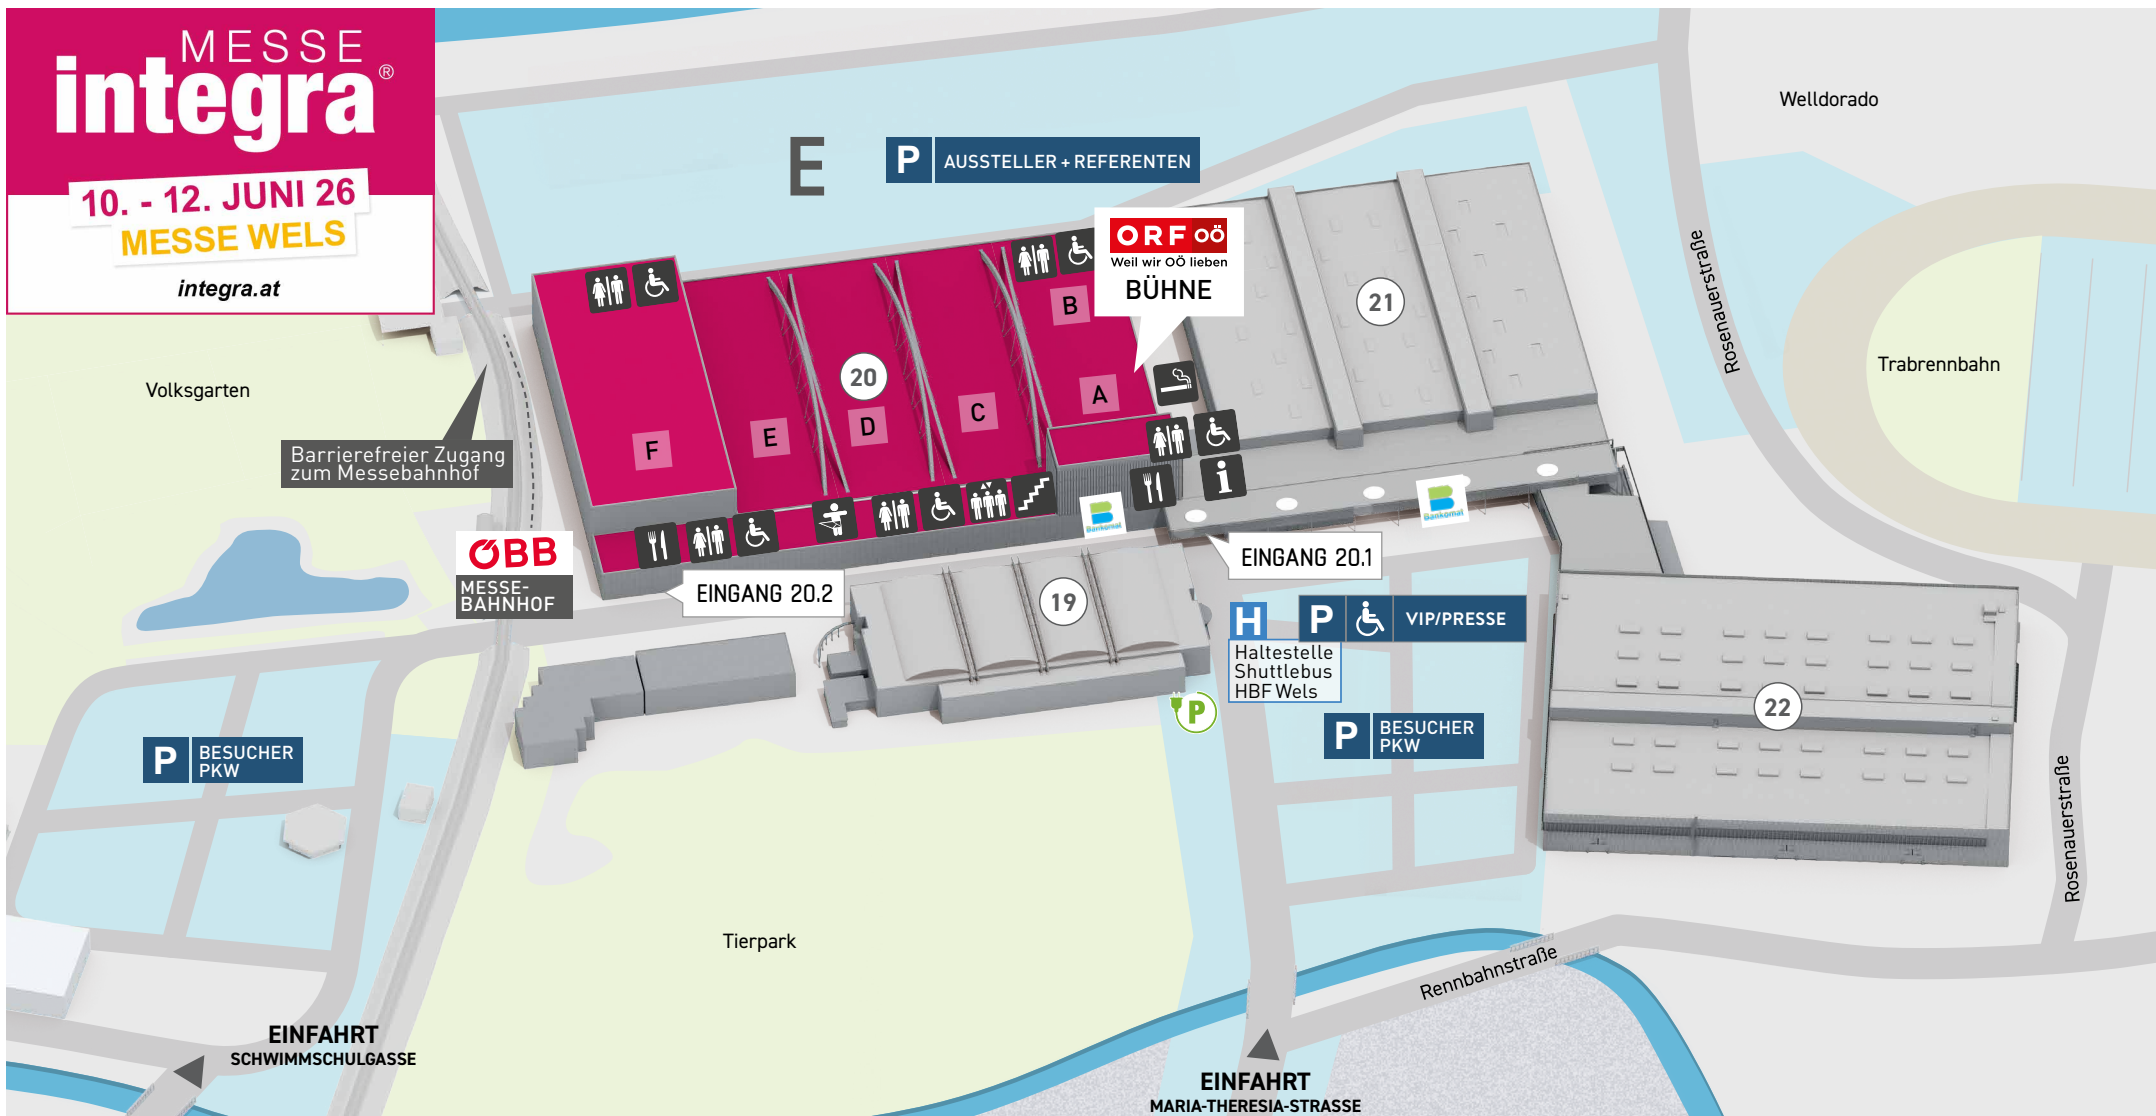 MESSE
integra®
10. - 12. JUNI 26
MESSE WELS
integra.at
E
P AUSSTELLER + REFERENTEN
Welldorado
ORF OÖ
Weil wir OÖ lieben
BÜHNE
B
21
Rosenauerstraße
Trabrennbahn
Volksgarten
20
A
C
D
E
F
Barrierefreier Zugang
zum Messebahnhof
i
Bankomat
Bankomat
ÖBB
MESSE-
BAHNHOF
EINGANG 20.1
EINGANG 20.2
19
H
Haltestelle
Shuttlebus
HBF Wels
P VIP/PRESSE
P
22
P BESUCHER
PKW
P BESUCHER
PKW
Rosenauerstraße
Tierpark
Rennbahnstraße
EINFAHRT
SCHWIMMSCHULGASSE
EINFAHRT
MARIA-THERESIA-STRASSE